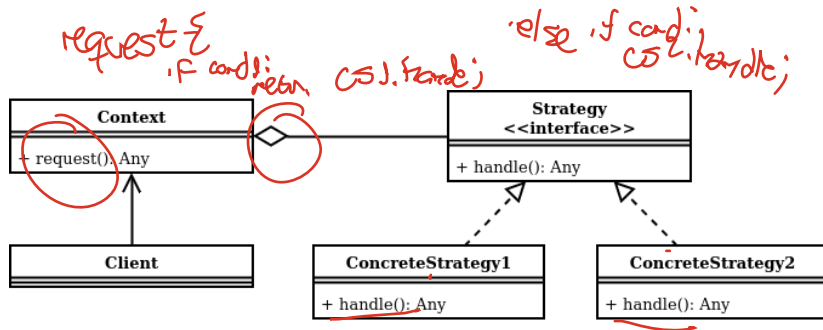 request {
if cond:
return cs1.handle;
else if cond:
cs2.handle;
Context
+ request(): Any
Strategy
<<interface>>
+ handle(): Any
Client
ConcreteStrategy1
+ handle(): Any
ConcreteStrategy2
+ handle(): Any